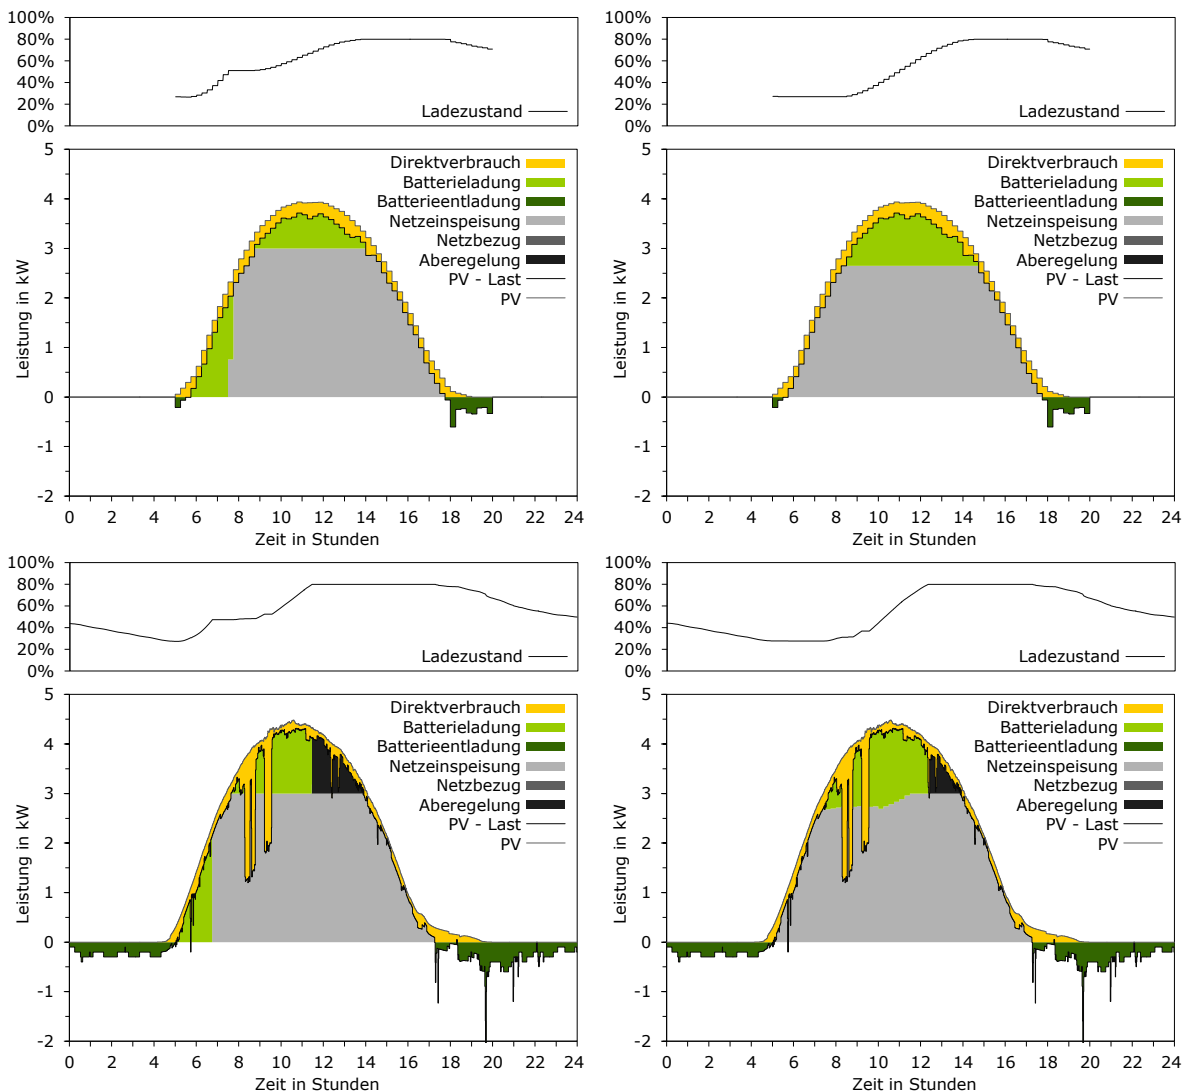 100%
80%
60%
40%
20%
0%
Ladezustand
5
4
3
2
1
0
-1
-2
Leistung in kW
Direktverbrauch
Batterieladung
Batterieentladung
Netzeinspeisung
Netzbezug
Aberegelung
PV - Last
PV
0 2 4 6 8 10 12 14 16 18 20 22 24
Zeit in Stunden
100%
80%
60%
40%
20%
0%
Ladezustand
5
4
3
2
1
0
-1
-2
Leistung in kW
Direktverbrauch
Batterieladung
Batterieentladung
Netzeinspeisung
Netzbezug
Aberegelung
PV - Last
PV
0 2 4 6 8 10 12 14 16 18 20 22 24
Zeit in Stunden
100%
80%
60%
40%
20%
0%
Ladezustand
5
4
3
2
1
0
-1
-2
Leistung in kW
Direktverbrauch
Batterieladung
Batterieentladung
Netzeinspeisung
Netzbezug
Aberegelung
PV - Last
PV
0 2 4 6 8 10 12 14 16 18 20 22 24
Zeit in Stunden
100%
80%
60%
40%
20%
0%
Ladezustand
5
4
3
2
1
0
-1
-2
Leistung in kW
Direktverbrauch
Batterieladung
Batterieentladung
Netzeinspeisung
Netzbezug
Aberegelung
PV - Last
PV
0 2 4 6 8 10 12 14 16 18 20 22 24
Zeit in Stunden